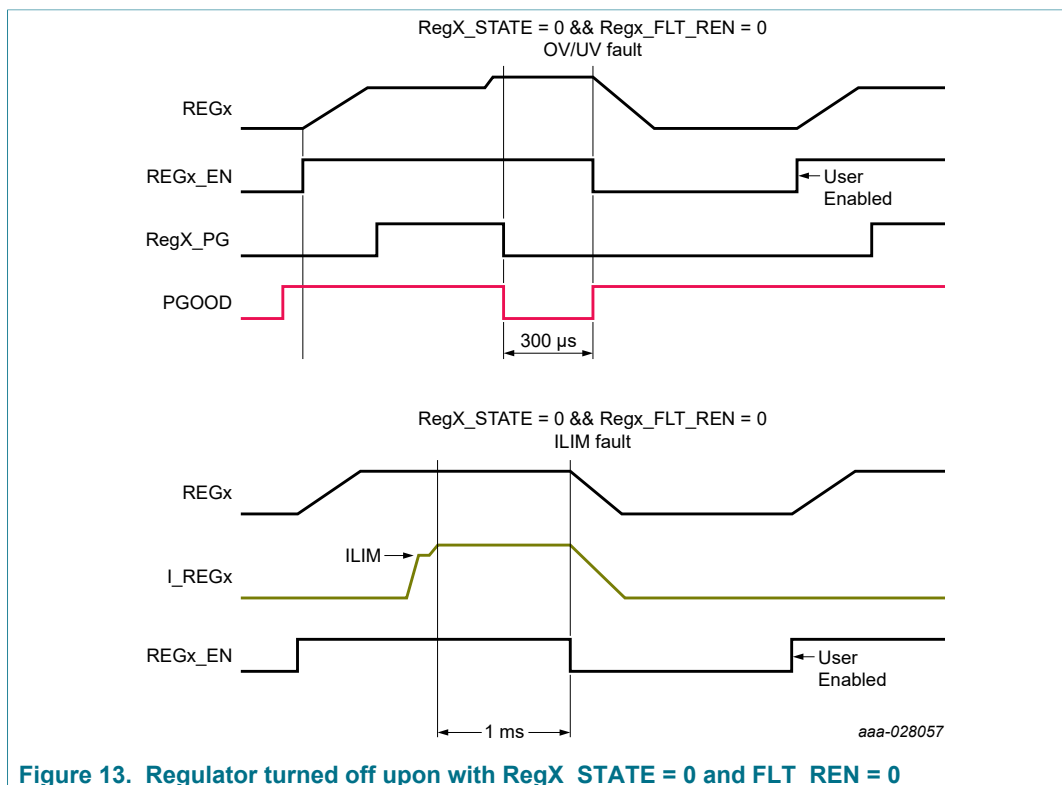 RegX_STATE = 0 && Regx_FLT_REN = 0
OV/UV fault
REGx
REGx_EN
User
Enabled
RegX_PG
PGOOD
300 µs
RegX_STATE = 0 && Regx_FLT_REN = 0
ILIM fault
REGx
ILIM
I_REGx
REGx_EN
User
Enabled
1 ms
aaa-028057
Figure 13. Regulator turned off upon with RegX_STATE = 0 and FLT_REN = 0